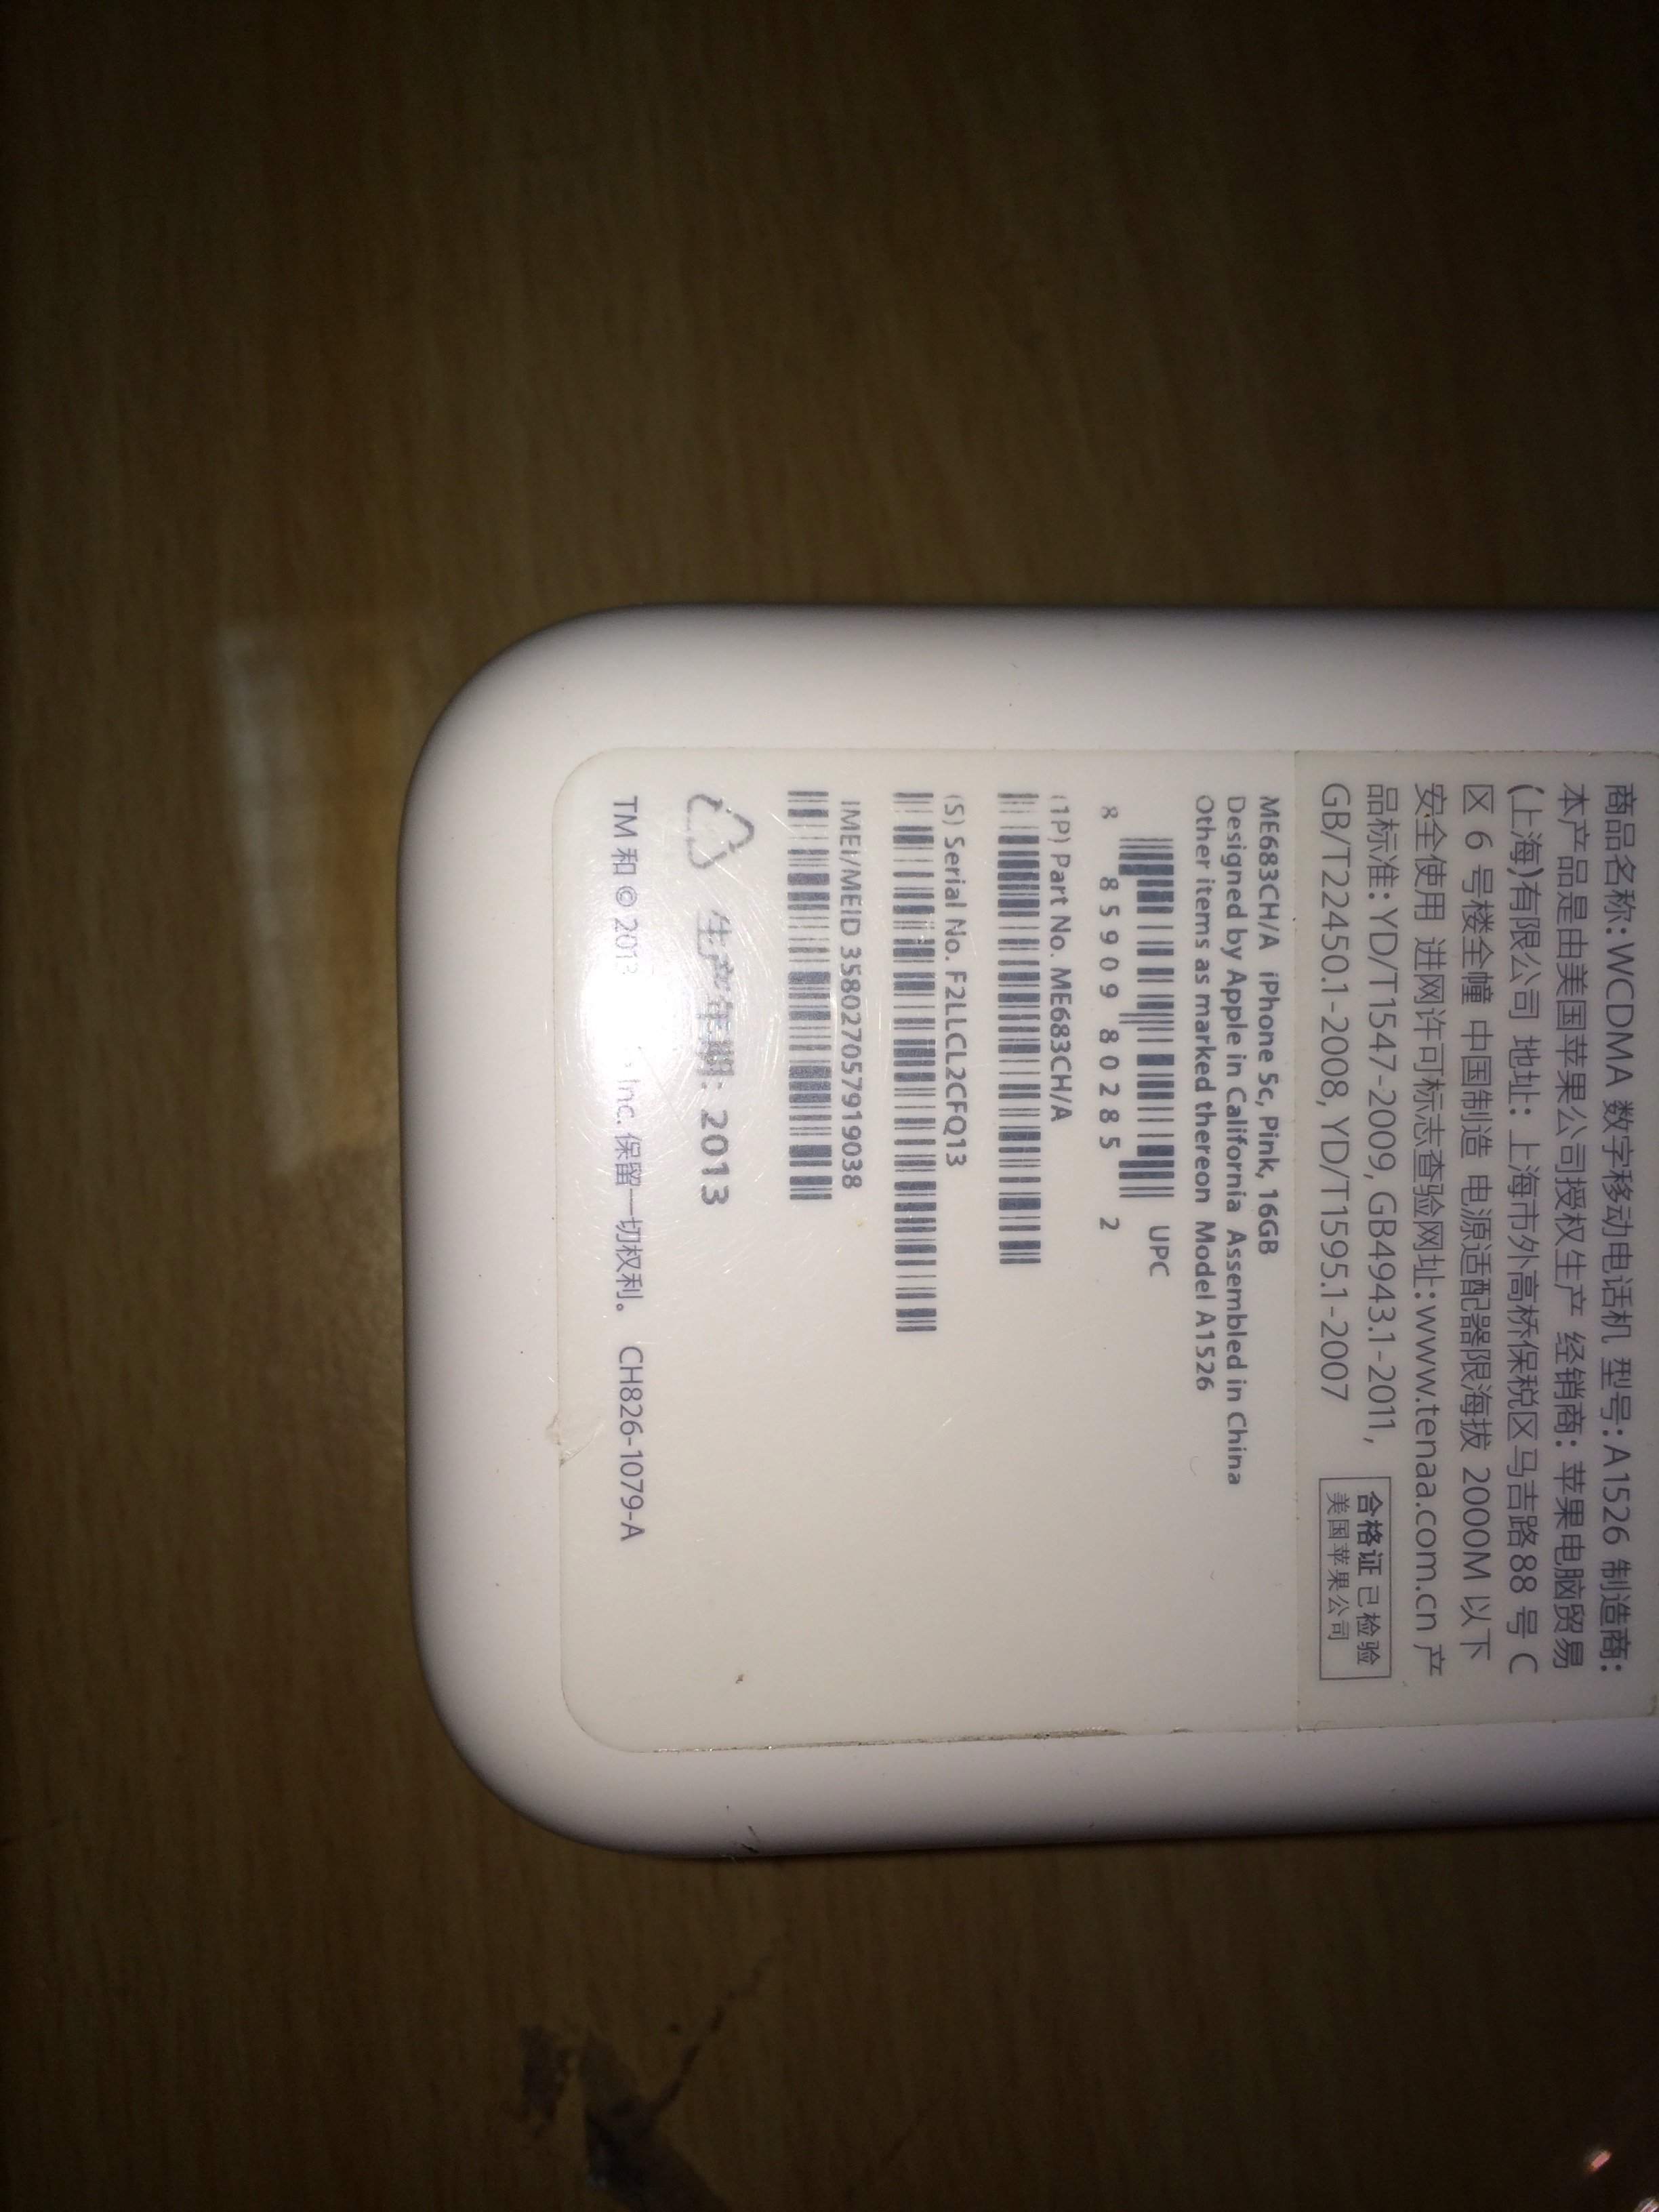 商品名称: WCDMA 数字移动电话机 型号: A1526 制造商:
本产品是由美国苹果公司授权生产 经销商: 苹果电脑贸易
(上海)有限公司 地址: 上海市外高桥保税区马吉路88 号 C
区 6 号楼全幢 中国制造 电源适配器限海拔 2000M 以下
安全使用 进网许可标志查验网址: www.tenaa.com.cn 产
品标准: YD/T1547-2009, GB4943.1-2011,
GB/T22450.1-2008, YD/T1595.1-2007
合格证 已检验
美国苹果公司
ME683CH/A iPhone 5c, Pink, 16GB
Designed by Apple in California Assembled in China
Other items as marked thereon Model A1526
UPC
8 85909 80285 2
(1P) Part No. ME683CH/A
(S) Serial No. F2LLCL2CFQ13
IMEI/MEID 358027057919038
生产年期: 2013
TM 和 © 2013 Inc. 保留一切权利。 CH826-1079-A